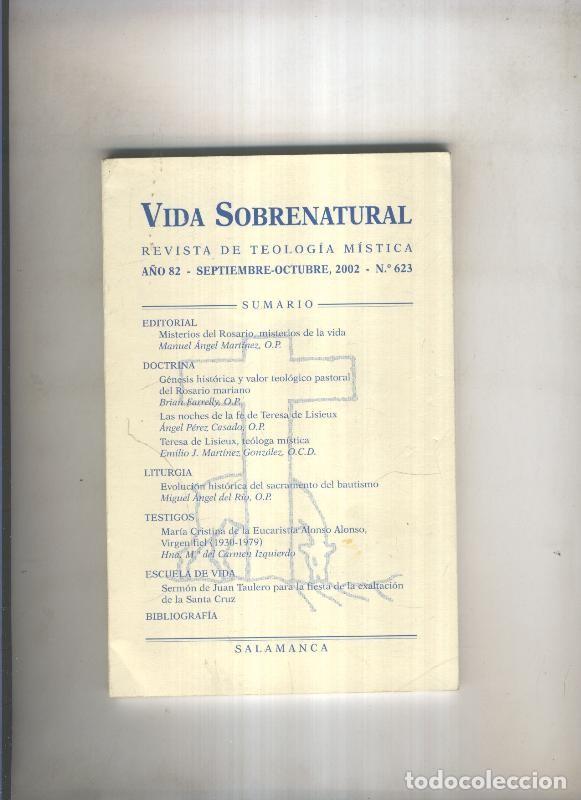 VIDA SOBRENATURAL
REVISTA DE TEOLOGÍA MÍSTICA
AÑO 82 - SEPTIEMBRE-OCTUBRE, 2002 - N.º 623
SUMARIO
EDITORIAL
Misterios del Rosario, misterios de la vida
Manuel Ángel Martínez, O.P.
DOCTRINA
Génesis histórica y valor teológico pastoral
del Rosario mariano
Brian Farrelly, O.P.
Las noches de la fe de Teresa de Lisieux
Ángel Pérez Casado, O.P.
Teresa de Lisieux, teóloga mística
Emilio J. Martínez González, O.C.D.
LITURGIA
Evolución histórica del sacramento del bautismo
Miguel Ángel del Río, O.P.
TESTIGOS
María Cristina de la Eucaristía Alonso Alonso,
Virgen fiel (1930-1979)
Hna. M.ª del Carmen Izquierdo
ESCUELA DE VIDA
Sermón de Juan Taulero para la fiesta de la exaltación
de la Santa Cruz
BIBLIOGRAFÍA
SALAMANCA
todocoleccion